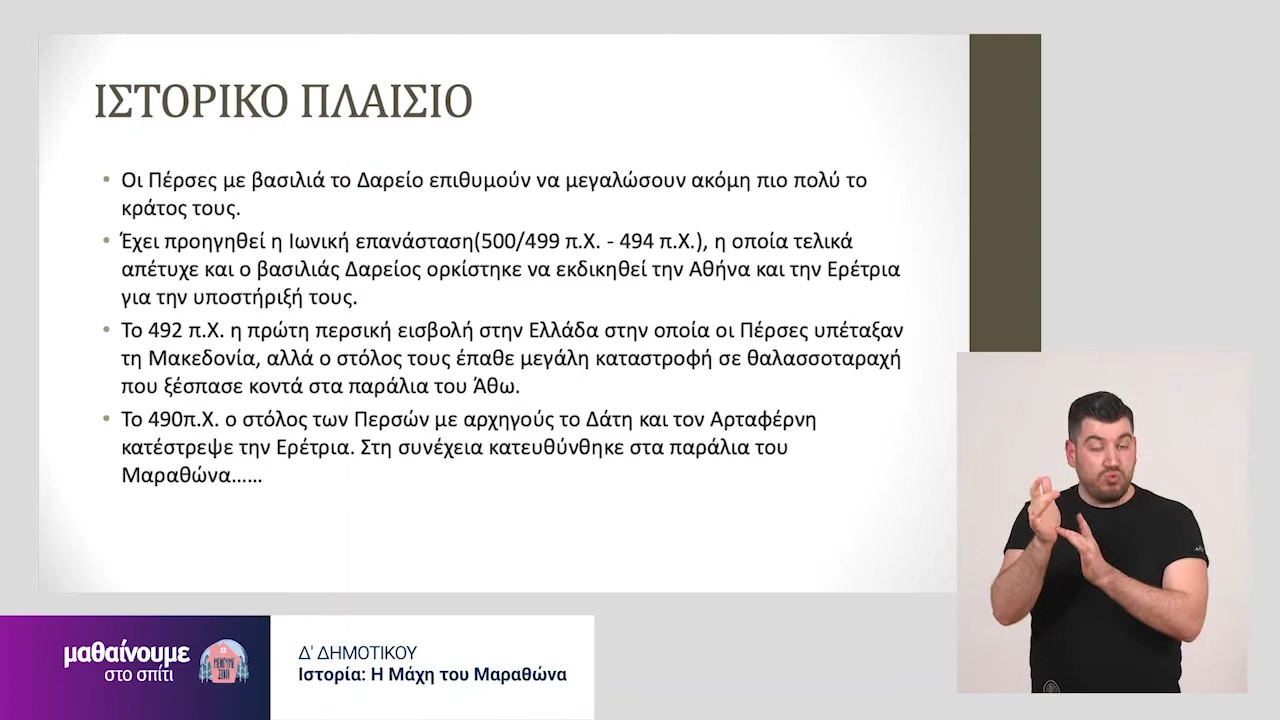 ΙΣΤΟΡΙΚΟ ΠΛΑΙΣΙΟ
• Οι Πέρσες με βασιλιά το Δαρείο επιθυμούν να μεγαλώσουν ακόμη πιο πολύ το
κράτος τους.
• Έχει προηγηθεί η Ιωνική επανάσταση(500/499 π.Χ. - 494 π.Χ.), η οποία τελικά
απέτυχε και ο βασιλιάς Δαρείος ορκίστηκε να εκδικηθεί την Αθήνα και την Ερέτρια
για την υποστήριξή τους.
• Το 492 π.Χ. η πρώτη περσική εισβολή στην Ελλάδα στην οποία οι Πέρσες υπέταξαν
τη Μακεδονία, αλλά ο στόλος τους έπαθε μεγάλη καταστροφή σε θαλασσοταραχή
που ξέσπασε κοντά στα παράλια του Άθω.
• Το 490π.Χ. ο στόλος των Περσών με αρχηγούς το Δάτη και τον Αρταφέρνη
κατέστρεψε την Ερέτρια. Στη συνέχεια κατευθύνθηκε στα παράλια του
Μαραθώνα......
μαθαίνουμε
στο σπίτι
ΜΕΝΟΥΜΕ
ΣΠΙΤΙ
Δ' ΔΗΜΟΤΙΚΟΥ
Ιστορία: Η Μάχη του Μαραθώνα